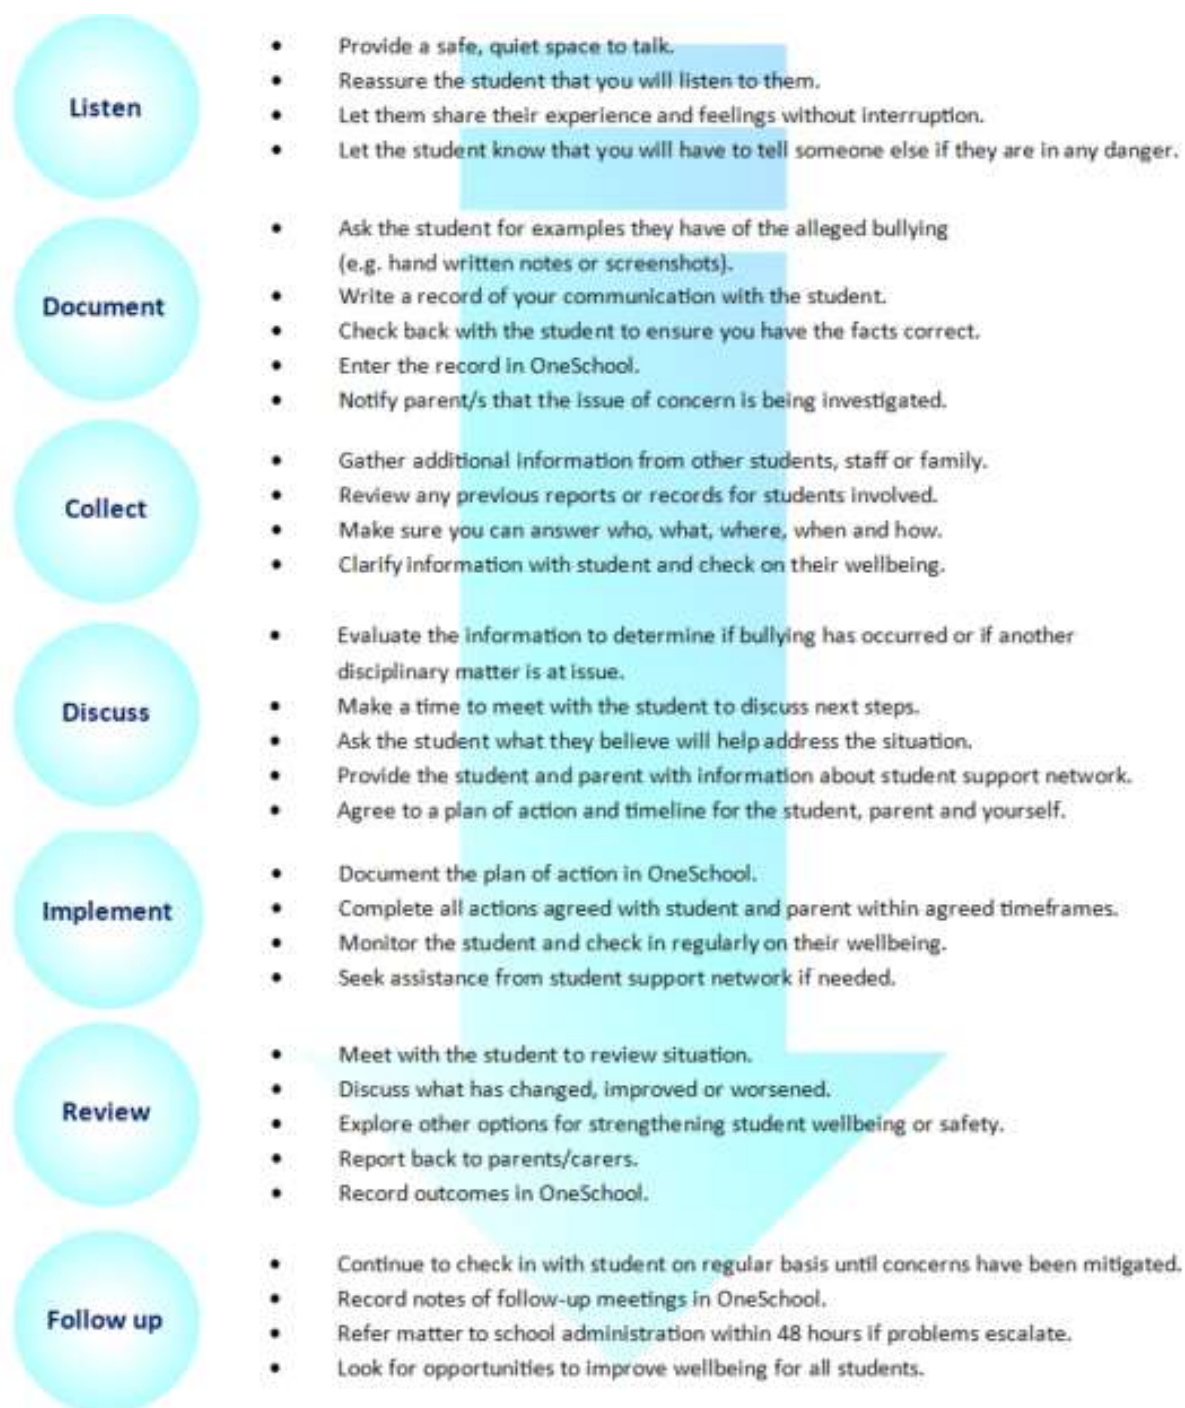 Listen
• Provide a safe, quiet space to talk.
• Reassure the student that you will listen to them.
• Let them share their experience and feelings without interruption.
• Let the student know that you will have to tell someone else if they are in any danger.
Document
• Ask the student for examples they have of the alleged bullying
(e.g. hand written notes or screenshots).
• Write a record of your communication with the student.
• Check back with the student to ensure you have the facts correct.
• Enter the record in OneSchool.
• Notify parent/s that the issue of concern is being investigated.
Collect
• Gather additional information from other students, staff or family.
• Review any previous reports or records for students involved.
• Make sure you can answer who, what, where, when and how.
• Clarify information with student and check on their wellbeing.
Discuss
• Evaluate the information to determine if bullying has occurred or if another
disciplinary matter is at issue.
• Make a time to meet with the student to discuss next steps.
• Ask the student what they believe will help address the situation.
• Provide the student and parent with information about student support network.
• Agree to a plan of action and timeline for the student, parent and yourself.
Implement
• Document the plan of action in OneSchool.
• Complete all actions agreed with student and parent within agreed timeframes.
• Monitor the student and check in regularly on their wellbeing.
• Seek assistance from student support network if needed.
Review
• Meet with the student to review situation.
• Discuss what has changed, improved or worsened.
• Explore other options for strengthening student wellbeing or safety.
• Report back to parents/carers.
• Record outcomes in OneSchool.
Follow up
• Continue to check in with student on regular basis until concerns have been mitigated.
• Record notes of follow-up meetings in OneSchool.
• Refer matter to school administration within 48 hours if problems escalate.
• Look for opportunities to improve wellbeing for all students.